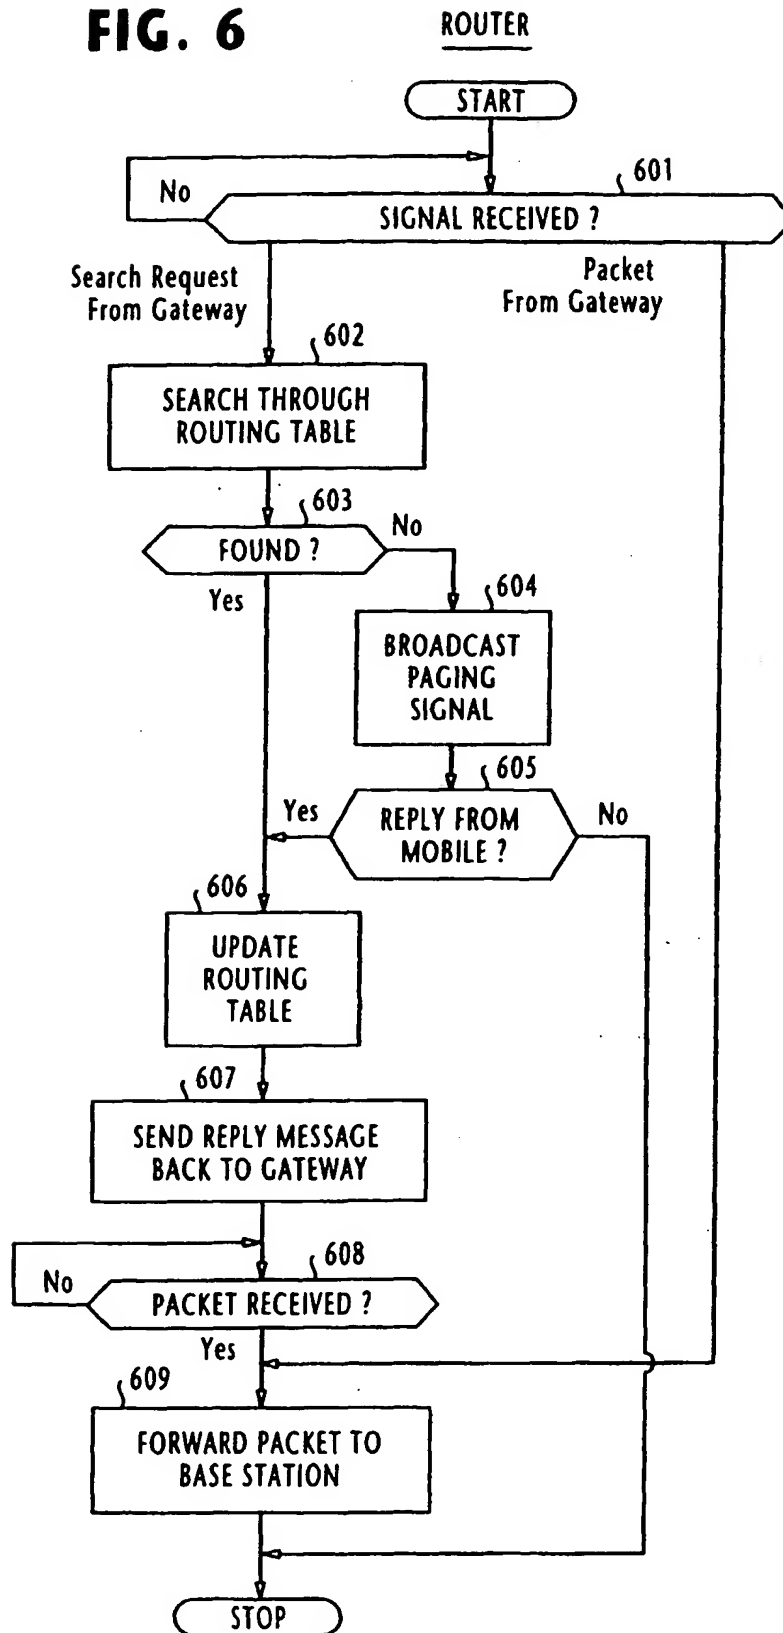 FIG. 6
ROUTER
START
601
No
SIGNAL RECEIVED ?
Search Request
From Gateway
Packet
From Gateway
602
SEARCH THROUGH
ROUTING TABLE
603
No
FOUND ?
Yes
604
BROADCAST
PAGING
SIGNAL
605
Yes
REPLY FROM
MOBILE ?
No
606
UPDATE
ROUTING
TABLE
607
SEND REPLY MESSAGE
BACK TO GATEWAY
608
No
PACKET RECEIVED ?
Yes
609
FORWARD PACKET TO
BASE STATION
STOP